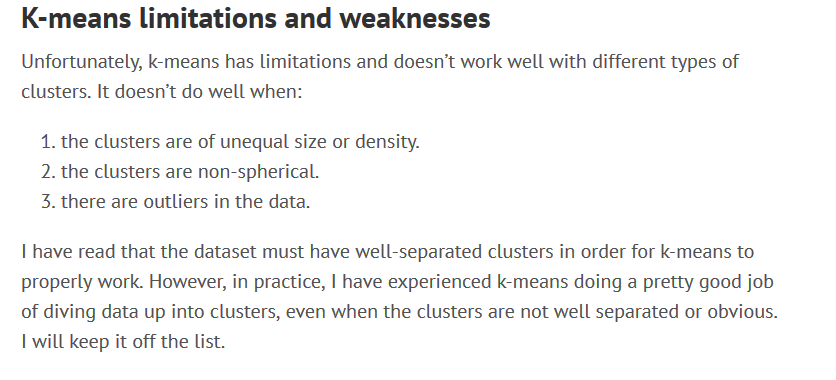 K-means limitations and weaknesses
Unfortunately, k-means has limitations and doesn’t work well with different types of
clusters. It doesn’t do well when:
1. the clusters are of unequal size or density.
2. the clusters are non-spherical.
3. there are outliers in the data.
I have read that the dataset must have well-separated clusters in order for k-means to
properly work. However, in practice, I have experienced k-means doing a pretty good job
of diving data up into clusters, even when the clusters are not well separated or obvious.
I will keep it off the list.